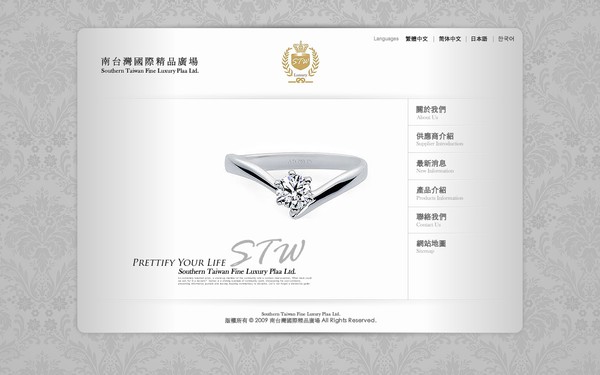 Languages 繁體中文 | 简体中文 | 日本語 | 한국어
南台灣國際精品廣場
Southern Taiwan Fine Luxury Plaa Ltd.
STW
Luxury
關於我們
About Us
供應商介紹
Supplier Introduction
最新消息
New Information
產品介紹
Products Information
聯絡我們
Contact Us
網站地圖
Sitemap
PRETTIFY YOUR LIFE STW
Southern Taiwan Fine Luxury Plaa Ltd.
Southern Taiwan Fine Luxury Plaa Ltd.
版權所有 © 2009 南台灣國際精品廣場 All Rights Reserved.